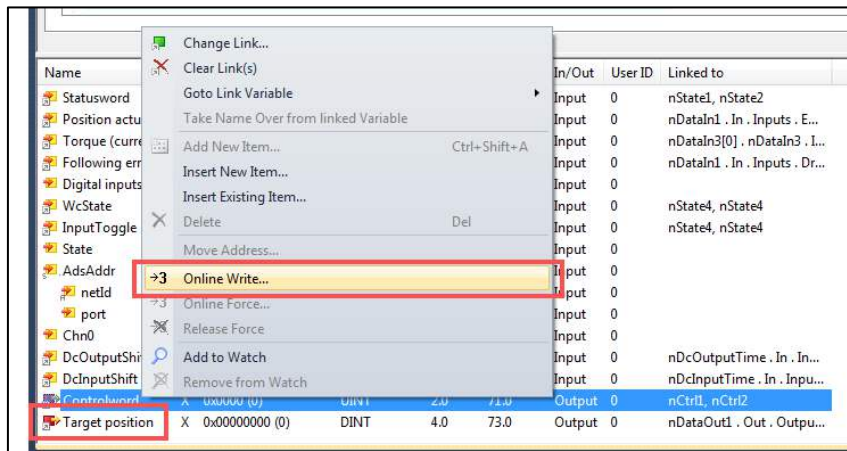 Change Link...
Clear Link(s)
Goto Link Variable
Take Name Over from linked Variable
Add New Item... Ctrl+Shift+A
Insert New Item...
Insert Existing Item...
Delete Del
Move Address...
→3 Online Write...
→3 Online Force...
Release Force
Add to Watch
Remove from Watch
Name In/Out User ID Linked to
Statusword Input 0 nState1, nState2
Position actu Input 0 nDataIn1 . In . Inputs . E...
Torque (curre Input 0 nDataIn3[0] . nDataIn3 . I...
Following err Input 0 nDataIn1 . In . Inputs . Dr...
Digital inputs Input 0
WcState Input 0 nState4, nState4
InputToggle Input 0 nState4, nState4
State Input 0
AdsAddr Input 0
netId Input 0
port Input 0
Chn0 Input 0
DcOutputShi Input 0 nDcOutputTime . In . In...
DcInputShift Input 0 nDcInputTime . In . Inpu...
Controlword X 0x0000 (0) UINT 2.0 71.0 Output 0 nCtrl1, nCtrl2
Target position X 0x00000000 (0) DINT 4.0 73.0 Output 0 nDataOut1 . Out . Outpu...